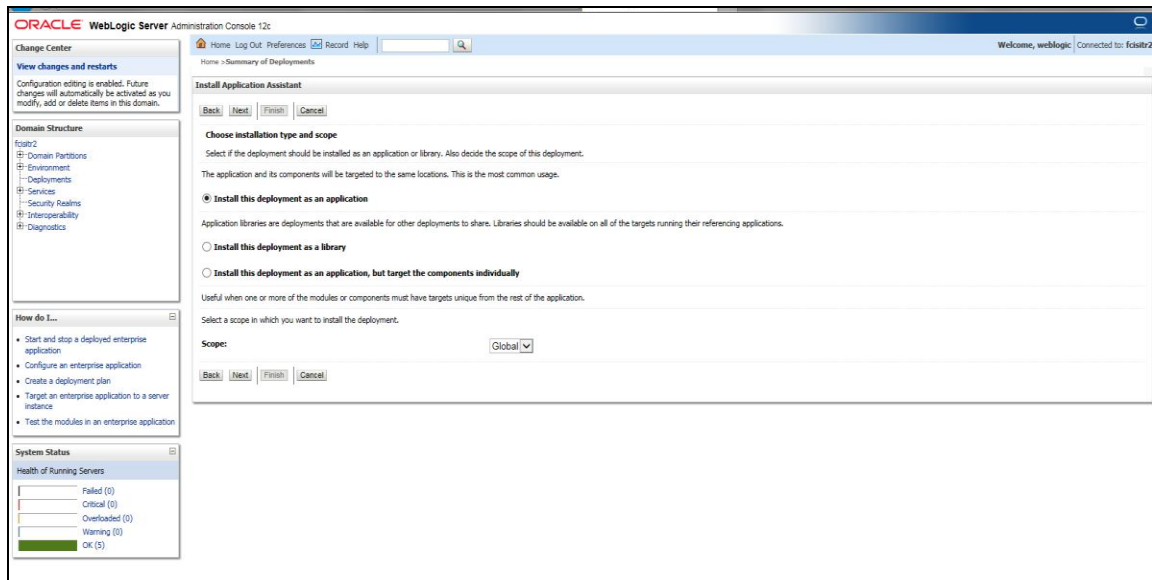 ORACLE WebLogic Server Administration Console 12c
Change Center
View changes and restarts
Configuration editing is enabled. Future
changes will automatically be activated as you
modify, add or delete items in this domain.
Domain Structure
fcisitr2
Domain Partitions
Environment
Deployments
Services
Security Realms
Interoperability
Diagnostics
How do I...
Start and stop a deployed enterprise
application
Configure an enterprise application
Create a deployment plan
Target an enterprise application to a server
instance
Test the modules in an enterprise application
System Status
Health of Running Servers
Failed (0)
Critical (0)
Overloaded (0)
Warning (0)
OK (5)
Home Log Out Preferences Record Help
Welcome, weblogic Connected to: fcisitr2
Home >Summary of Deployments
Install Application Assistant
Back Next Finish Cancel
Choose installation type and scope
Select if the deployment should be installed as an application or library. Also decide the scope of this deployment.
The application and its components will be targeted to the same locations. This is the most common usage.
Install this deployment as an application
Application libraries are deployments that are available for other deployments to share. Libraries should be available on all of the targets running their referencing applications.
Install this deployment as a library
Install this deployment as an application, but target the components individually
Useful when one or more of the modules or components must have targets unique from the rest of the application.
Select a scope in which you want to install the deployment.
Scope: Global
Back Next Finish Cancel